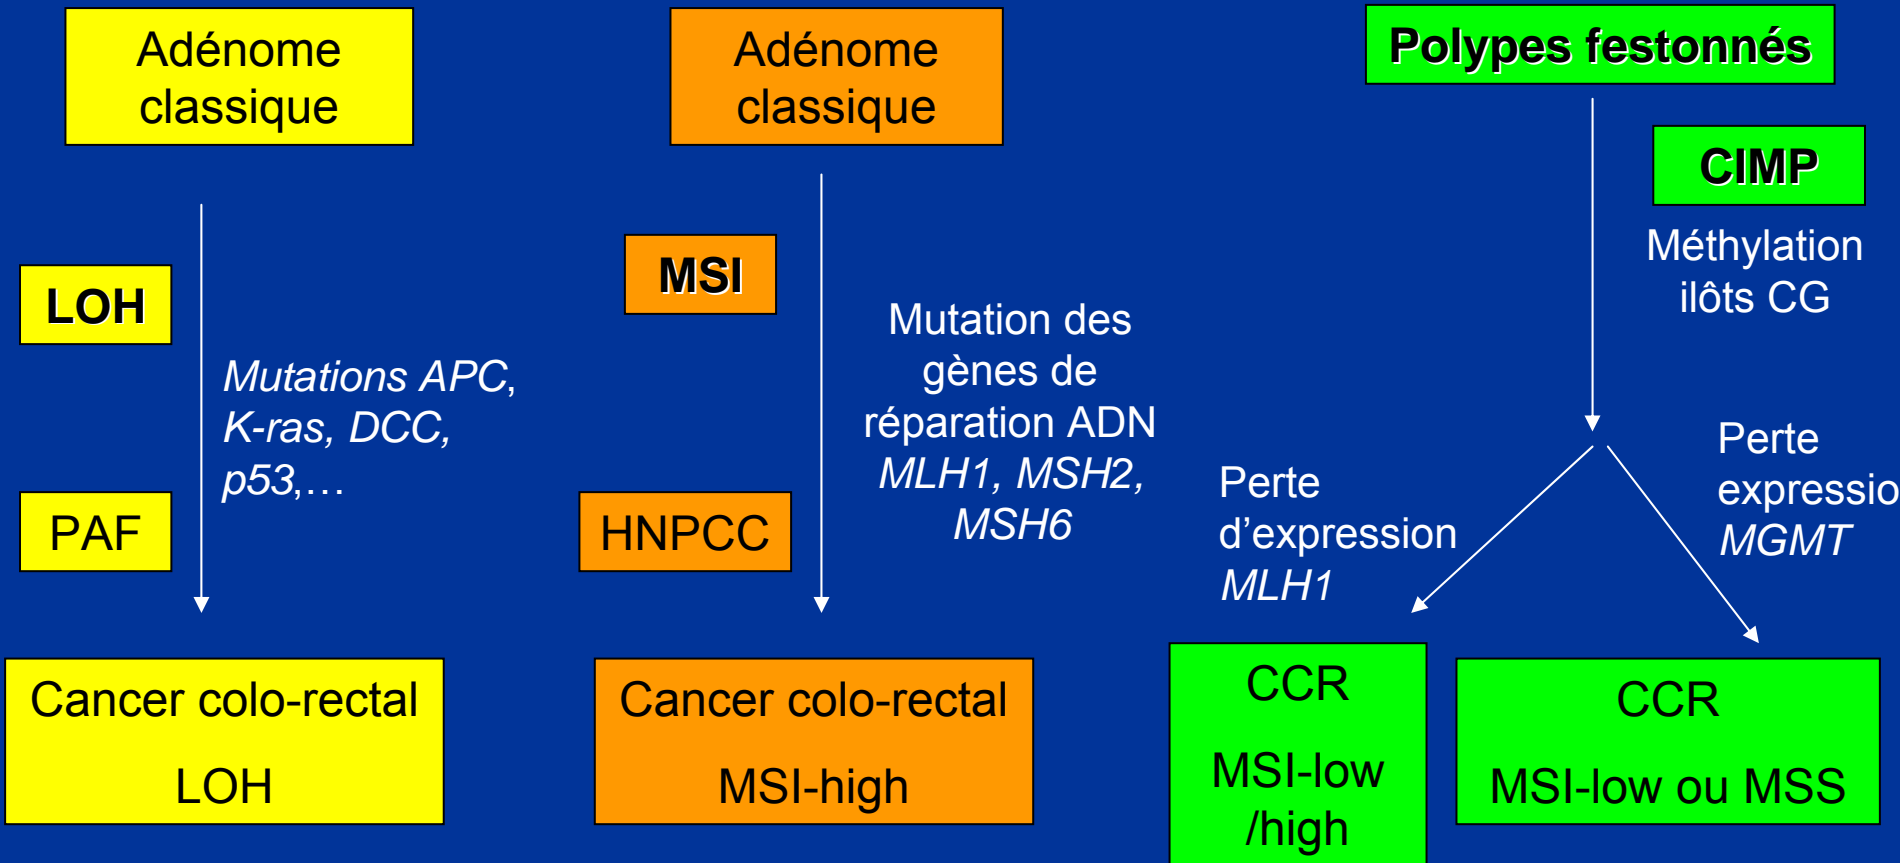 Adénome
classique
LOH
Mutations APC,
K-ras, DCC,
p53,…
PAF
Cancer colo-rectal
LOH
Adénome
classique
MSI
Mutation des
gènes de
réparation ADN
MLH1, MSH2,
MSH6
HNPCC
Cancer colo-rectal
MSI-high
Polypes festonnés
CIMP
Méthylation
ilôts CG
Perte
d’expression
MLH1
Perte
expressio
MGMT
CCR
MSI-low
/high
CCR
MSI-low ou MSS